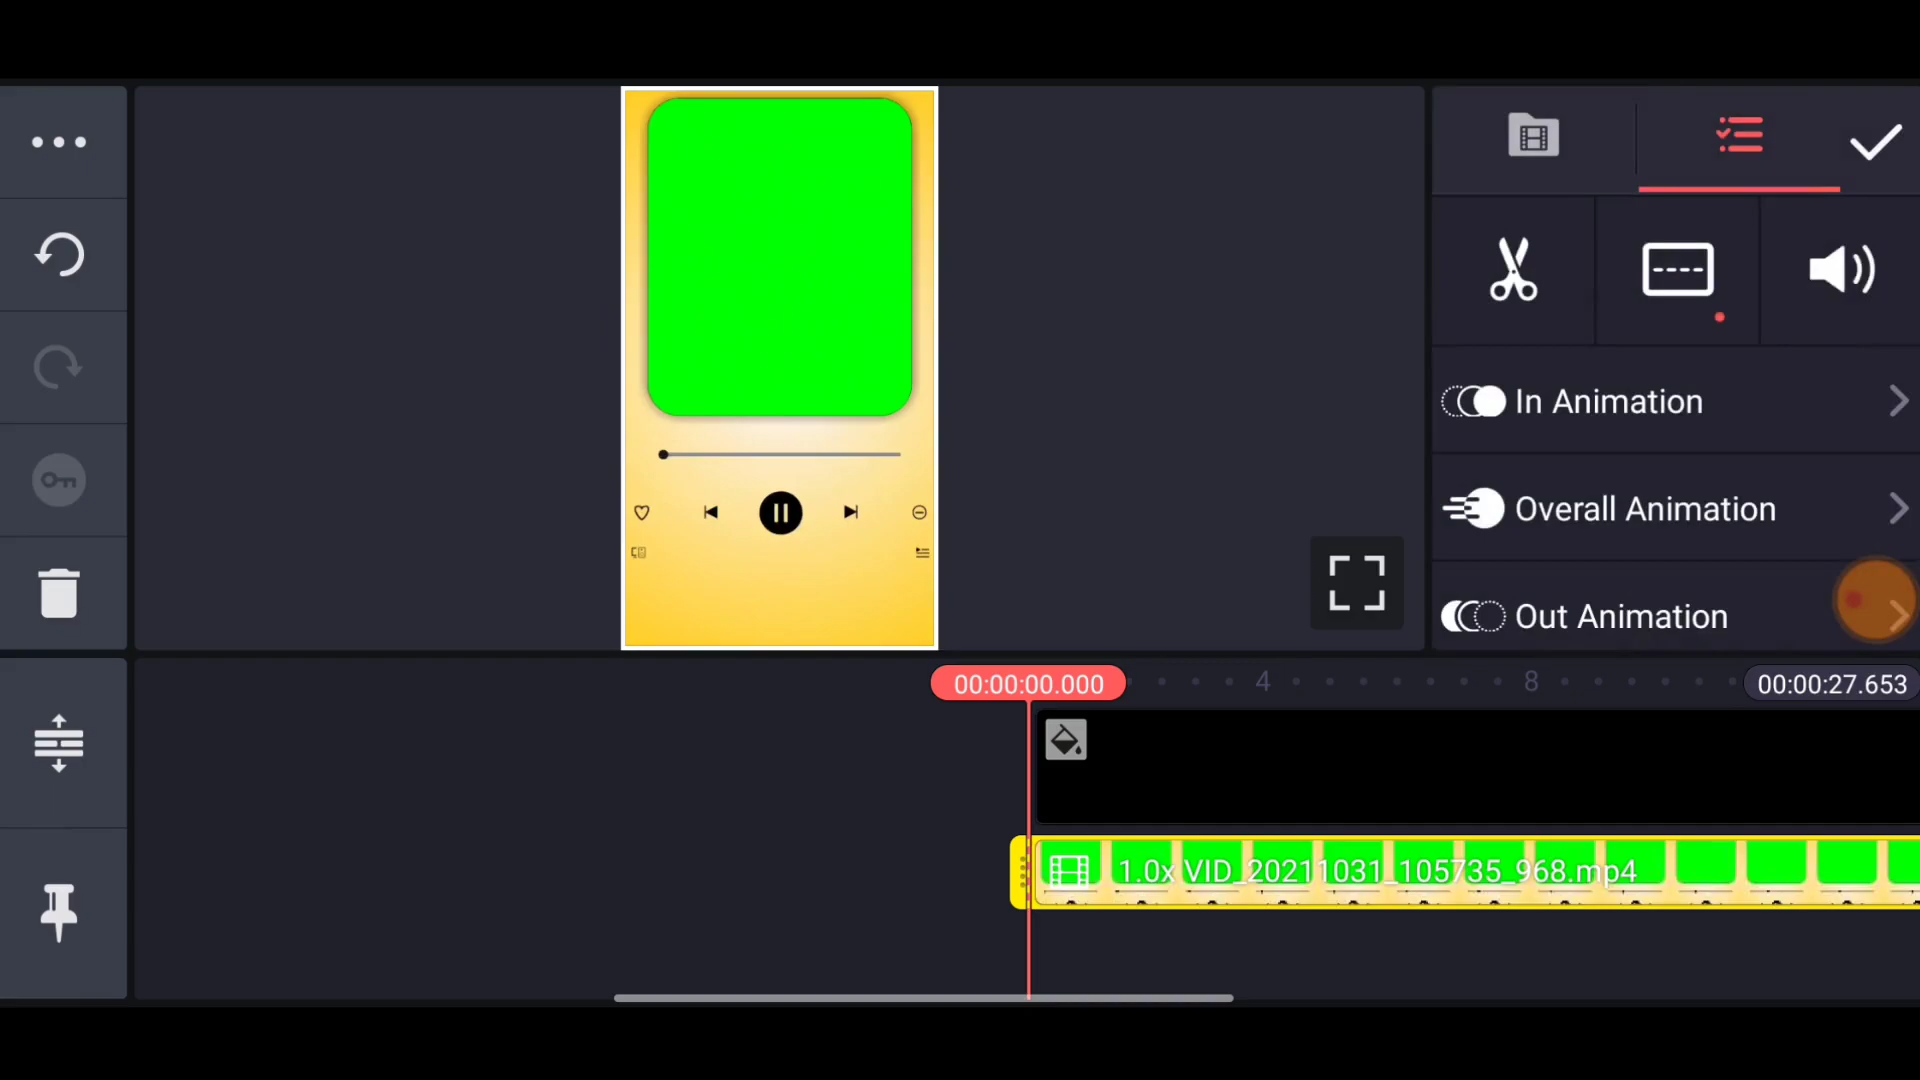 In Animation
Overall Animation
Out Animation
00:00:00.000
4
8
00:00:27.653
1.0x VID_20211031_105735_968.mp4